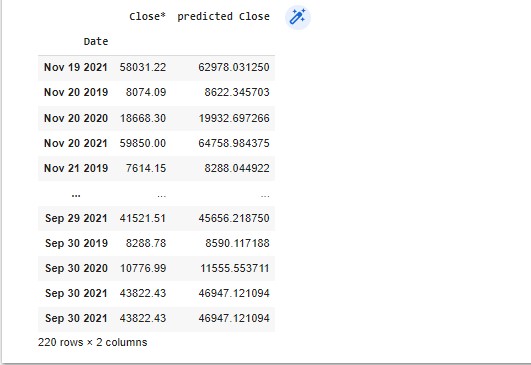 Close* predicted Close
Date
Nov 19 2021 58031.22 62978.031250
Nov 20 2019 8074.09 8622.345703
Nov 20 2020 18668.30 19932.697266
Nov 20 2021 59850.00 64758.984375
Nov 21 2019 7614.15 8288.044922
... ... ...
Sep 29 2021 41521.51 45656.218750
Sep 30 2019 8288.78 8590.117188
Sep 30 2020 10776.99 11555.553711
Sep 30 2021 43822.43 46947.121094
Sep 30 2021 43822.43 46947.121094
220 rows × 2 columns